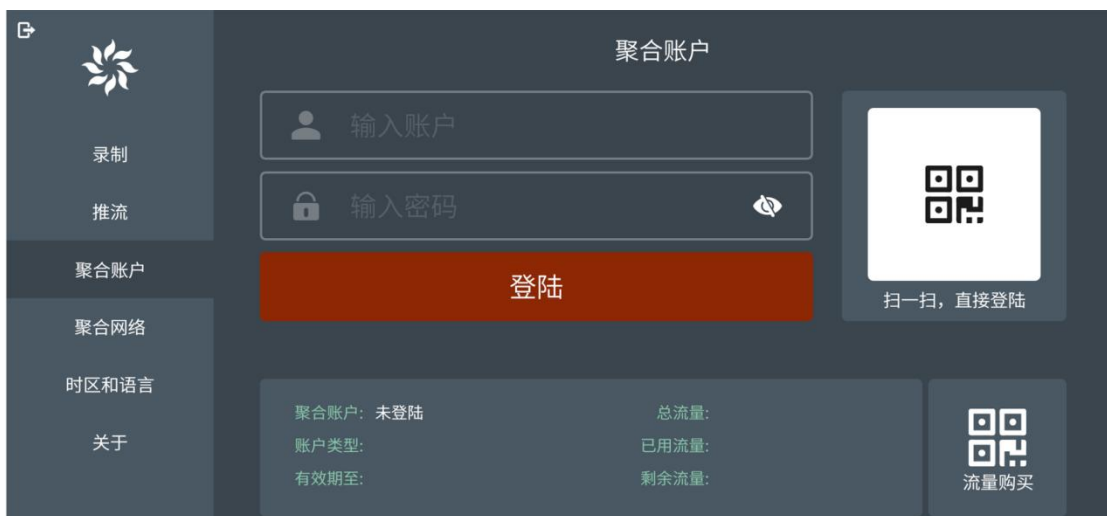 聚合账户
录制
推流
聚合账户
聚合网络
时区和语言
关于
输入账户
输入密码
登陆
扫一扫，直接登陆
聚合账户: 未登陆
账户类型:
有效期至:
总流量:
已用流量:
剩余流量:
流量购买